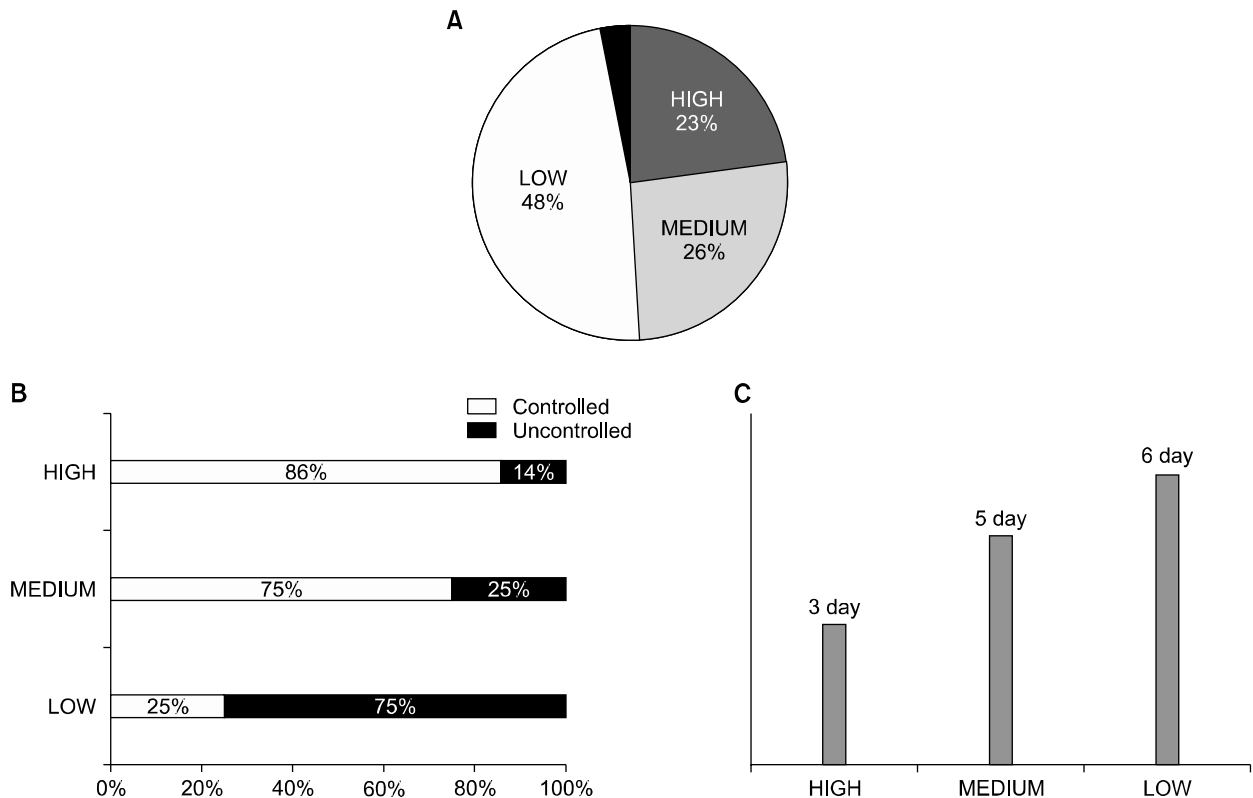 A
HIGH
23%
LOW
48%
MEDIUM
26%
B
Controlled
Uncontrolled
HIGH
86%
14%
MEDIUM
75%
25%
LOW
25%
75%
0%
20%
40%
60%
80%
100%
C
3 day
5 day
6 day
HIGH
MEDIUM
LOW